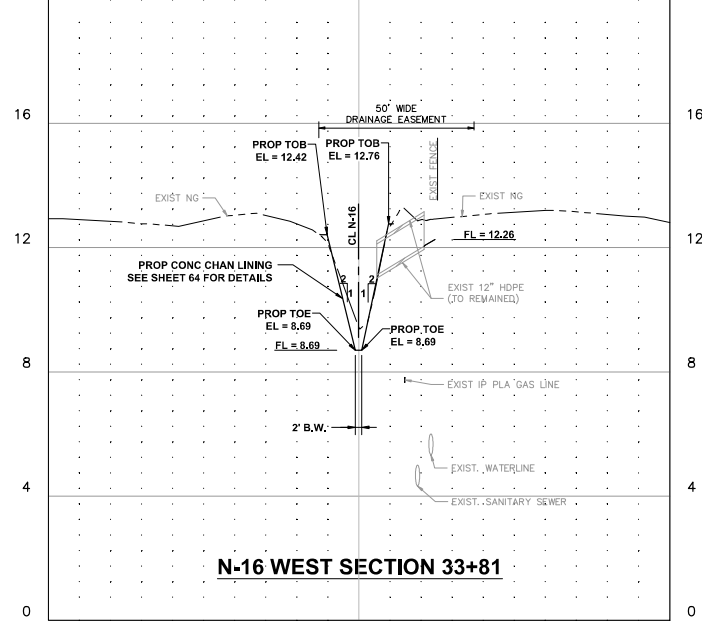 16
16
50' WIDE
DRAINAGE EASEMENT
PROP TOB
EL = 12.42
PROP TOB
EL = 12.76
EXIST FENCE
EXIST NG
EXIST NG
CL N-16
12
12
FL = 12.26
PROP CONC CHAN LINING
SEE SHEET 64 FOR DETAILS
2
1
1
2
EXIST 12" HDPE
(TO REMAINED)
PROP TOE
EL = 8.69
PROP TOE
EL = 8.69
FL = 8.69
8
8
EXIST IP PLA GAS LINE
2' B.W.
EXIST. WATERLINE
4
4
EXIST. SANITARY SEWER
N-16 WEST SECTION 33+81
0
0